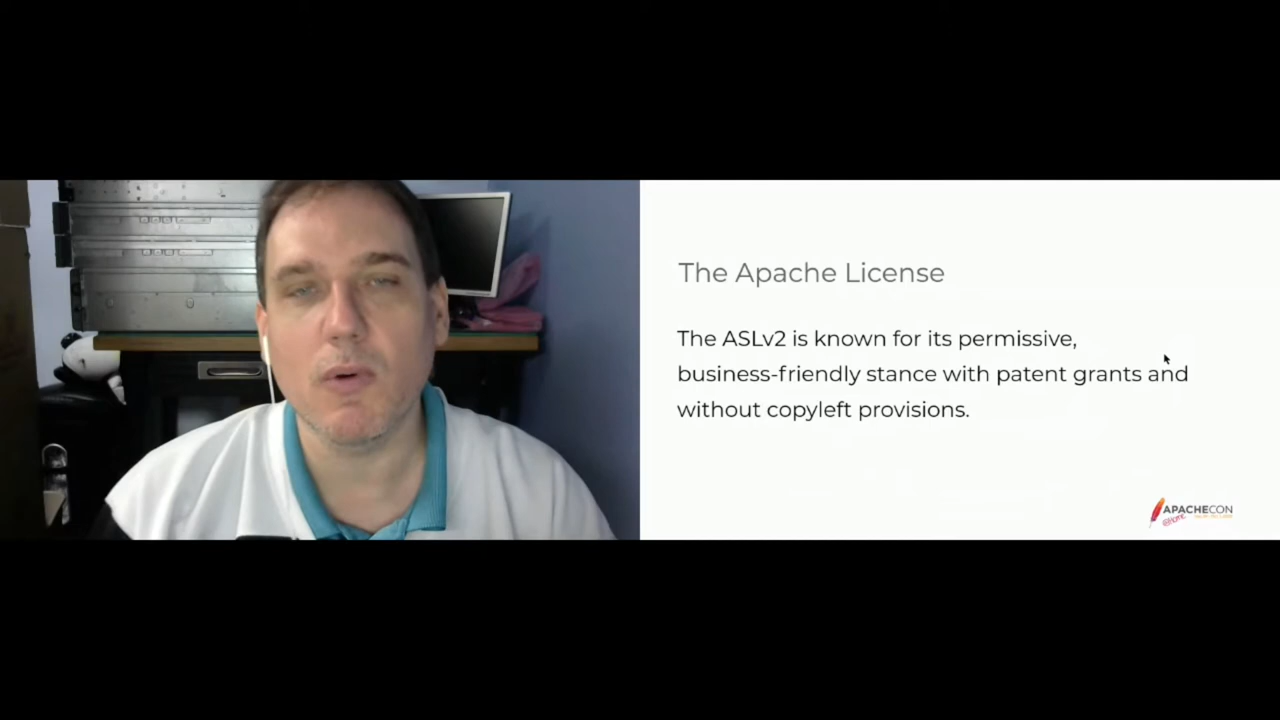 The Apache License
The ASLv2 is known for its permissive,
business-friendly stance with patent grants and
without copyleft provisions.
APACHECON
@Home